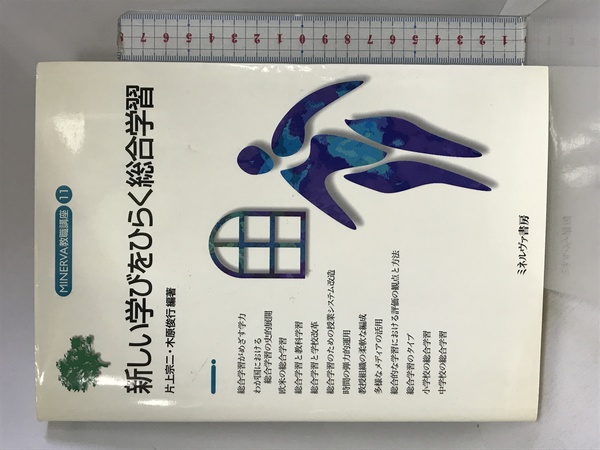 MINERVA教職講座 11
新しい学びをひらく総合学習
片上宗二・木原俊行 編著
総合学習がめざす学力
わが国における
総合学習の史的展開
欧米の総合学習
総合学習と教科学習
総合学習と学校改革
総合学習のための授業システム改造
時間の弾力的運用
教授組織の柔軟な編成
多様なメディアの活用
総合的な学習における評価の観点と方法
総合学習のタイプ
小学校の総合学習
中学校の総合学習
ミネルヴァ書房